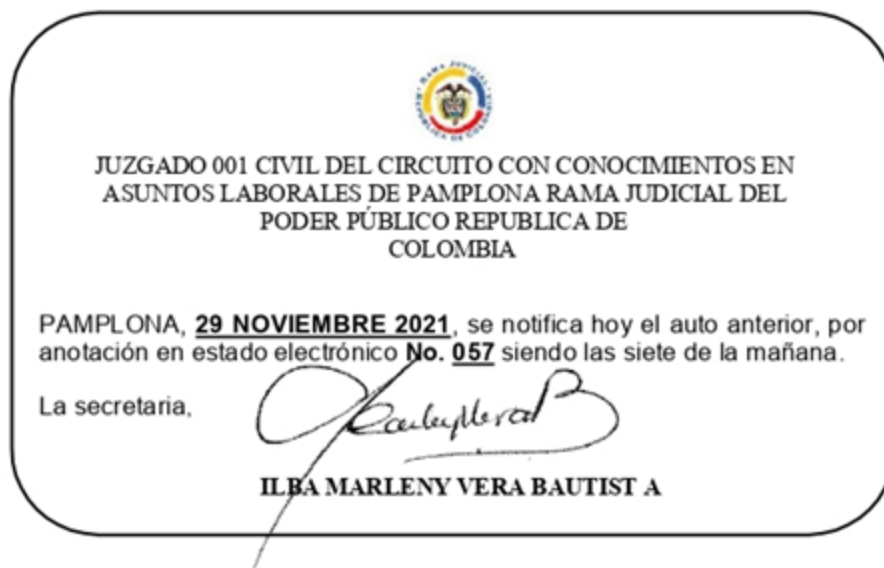 JUZGADO 001 CIVIL DEL CIRCUITO CON CONOCIMIENTOS EN
ASUNTOS LABORALES DE PAMPLONA RAMA JUDICIAL DEL
PODER PÚBLICO REPUBLICA DE
COLOMBIA
PAMPLONA, 29 NOVIEMBRE 2021, se notifica hoy el auto anterior, por
anotación en estado electrónico No. 057 siendo las siete de la mañana.
La secretaria,
ILBA MARLENY VERA BAUTIST A